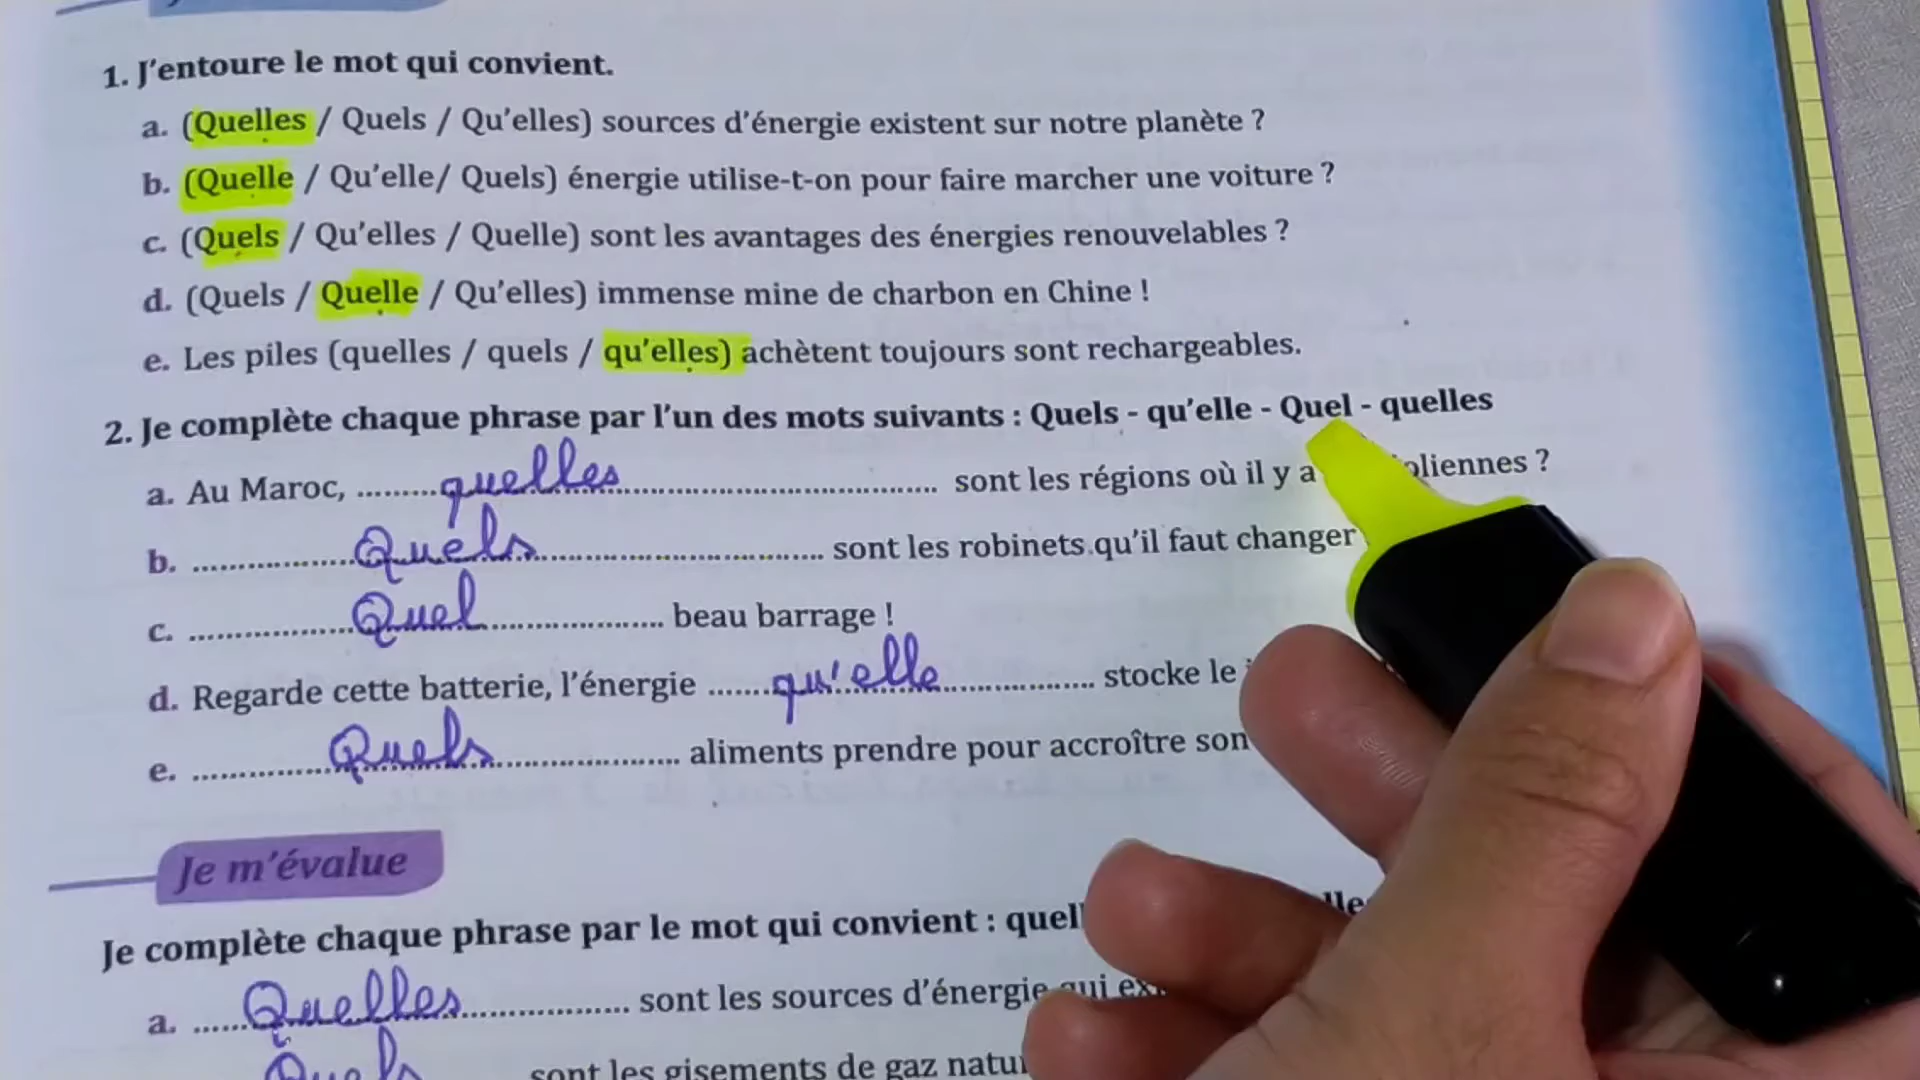 1. J'entoure le mot qui convient.
a. (Quelles / Quels / Qu'elles) sources d'énergie existent sur notre planète ?
b. (Quelle / Qu'elle/ Quels) énergie utilise-t-on pour faire marcher une voiture ?
c. (Quels / Qu'elles / Quelle) sont les avantages des énergies renouvelables ?
d. (Quels / Quelle / Qu'elles) immense mine de charbon en Chine !
e. Les piles (quelles / quels / qu'elles) achètent toujours sont rechargeables.
2. Je complète chaque phrase par l'un des mots suivants : Quels - qu'elle - Quel - quelles
a. Au Maroc, ......... quelles .............................. sont les régions où il y a oliennes ?
b. ................ Quels ............................ sont les robinets qu'il faut changer
c. ................ Quel .................. beau barrage !
d. Regarde cette batterie, l'énergie ....... qu'elle ................ stocke le
e. .............. Quels .................... aliments prendre pour accroître son
Je m'évalue
Je complète chaque phrase par le mot qui convient : quel
a. ...... Quelles .................. sont les sources d'énergie qui
Quels sont les gisements de gaz